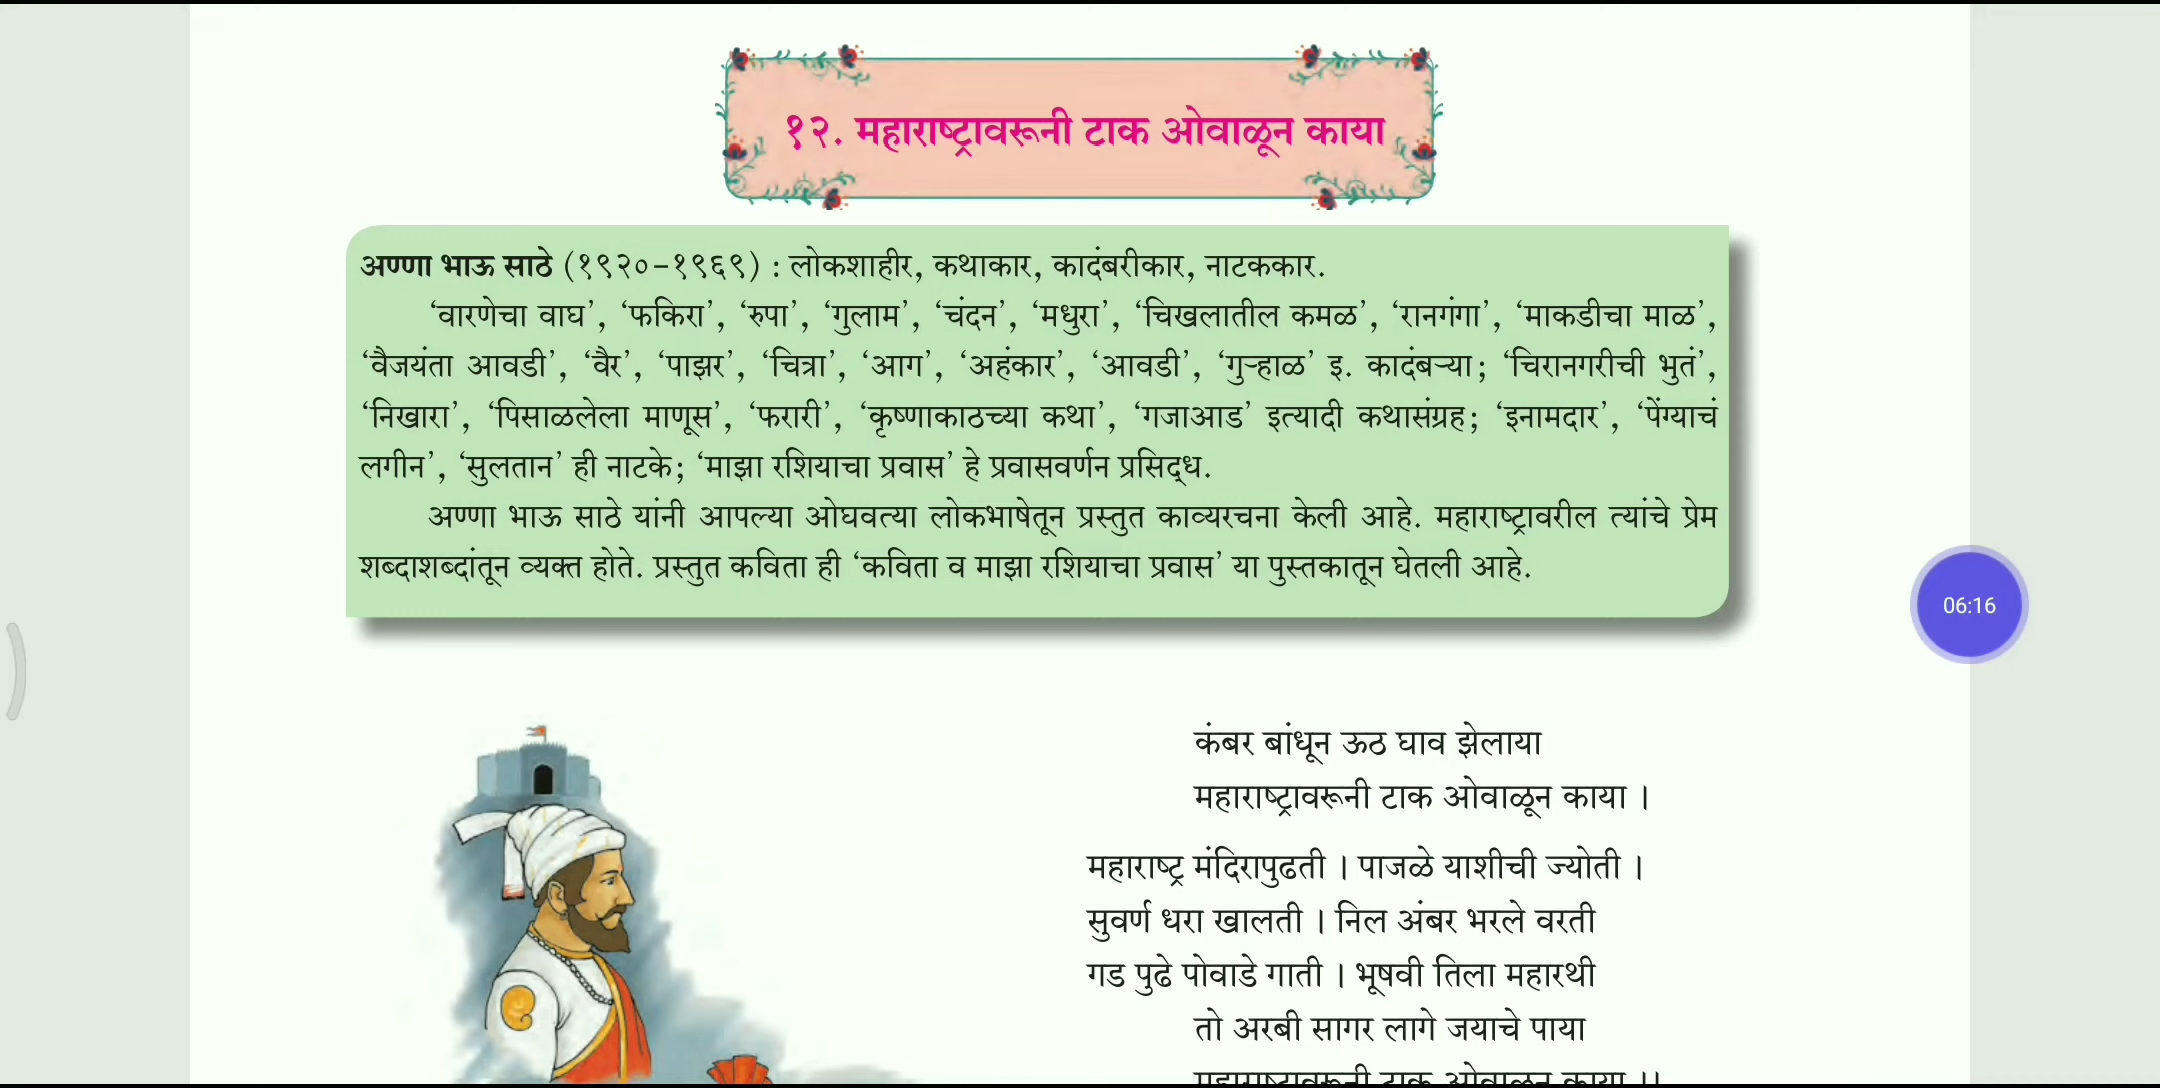 १२. महाराष्ट्रावरूनी टाक ओवाळून काया
अण्णा भाऊ साठे (१९२०-१९६९) : लोकशाहीर, कथाकार, कादंबरीकार, नाटककार.
‘वारणेचा वाघ’, ‘फकिरा’, ‘रुपा’, ‘गुलाम’, ‘चंदन’, ‘मधुरा’, ‘चिखलातील कमळ’, ‘रानगंगा’, ‘माकडीचा माळ’,
‘वैजयंता आवडी’, ‘वैर’, ‘पाझर’, ‘चित्रा’, ‘आग’, ‘अहंकार’, ‘आवडी’, ‘गुऱ्हाळ’ इ. कादंबऱ्या; ‘चिरानगरीची भुतं’,
‘निखारा’, ‘पिसाळलेला माणूस’, ‘फरारी’, ‘कृष्णाकाठच्या कथा’, ‘गजाआड’ इत्यादी कथासंग्रह; ‘इनामदार’, ‘पेंग्याचं
लगीन’, ‘सुलतान’ ही नाटके; ‘माझा रशियाचा प्रवास’ हे प्रवासवर्णन प्रसिद्ध.
अण्णा भाऊ साठे यांनी आपल्या ओघवत्या लोकभाषेतून प्रस्तुत काव्यरचना केली आहे. महाराष्ट्रावरील त्यांचे प्रेम
शब्दाशब्दांतून व्यक्त होते. प्रस्तुत कविता ही ‘कविता व माझा रशियाचा प्रवास’ या पुस्तकातून घेतली आहे.
06:16
कंबर बांधून ऊठ घाव झेलाया
महाराष्ट्रावरूनी टाक ओवाळून काया ।
महाराष्ट्र मंदिरापुढती । पाजळे याशीची ज्योती ।
सुवर्ण धरा खालती । निल अंबर भरले वरती
गड पुढे पोवाडे गाती । भूषवी तिला महारथी
तो अरबी सागर लागे जयाचे पाया
महाराष्ट्रावरूनी टाक ओवाळून काया ।।